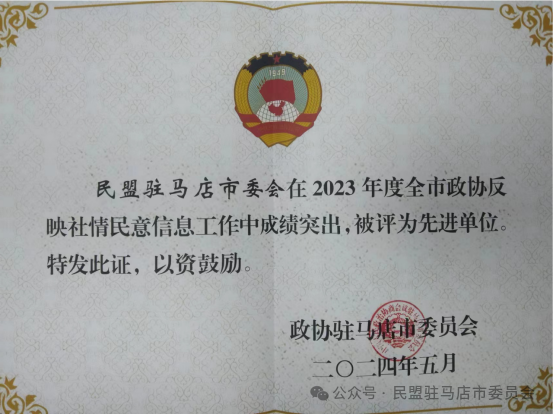 1949
民盟驻马店市委会在2023年度全市政协反
映社情民意信息工作中成绩突出，被评为先进单位。
特发此证，以资鼓励。
政协驻马店市委员会
二〇二四年五月
公众号·民盟驻马店市委员会